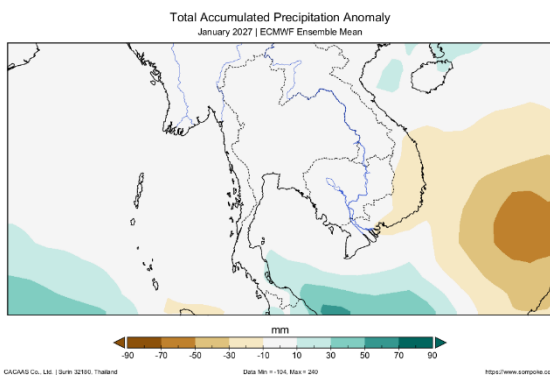 Total Accumulated Precipitation Anomaly
January 2027 | ECMWF Ensemble Mean
mm
-90 -70 -50 -30 -10 10 30 50 70 90
CACAAS Co., Ltd. | Surin 32180, Thailand Data Min = -104, Max = 240 https://www.sompoke.co